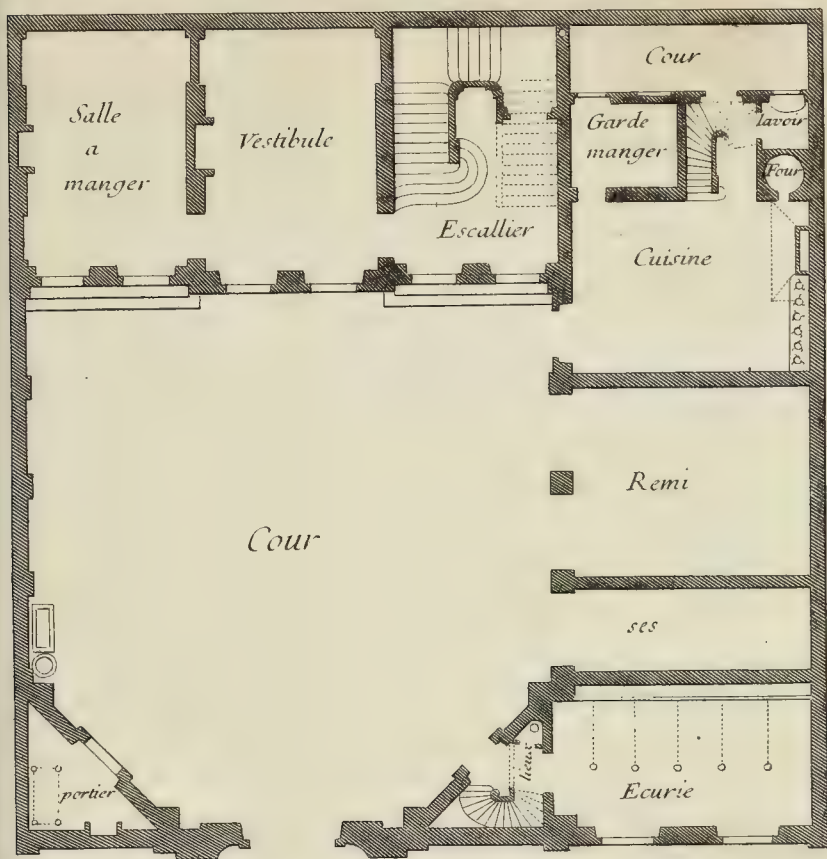 Salle
a
manger
Vestibule
Escallier
Cour
Garde
manger
lavoir
Four
Cuisine
Remi
ses
Cour
portier
lieux
Ecurie